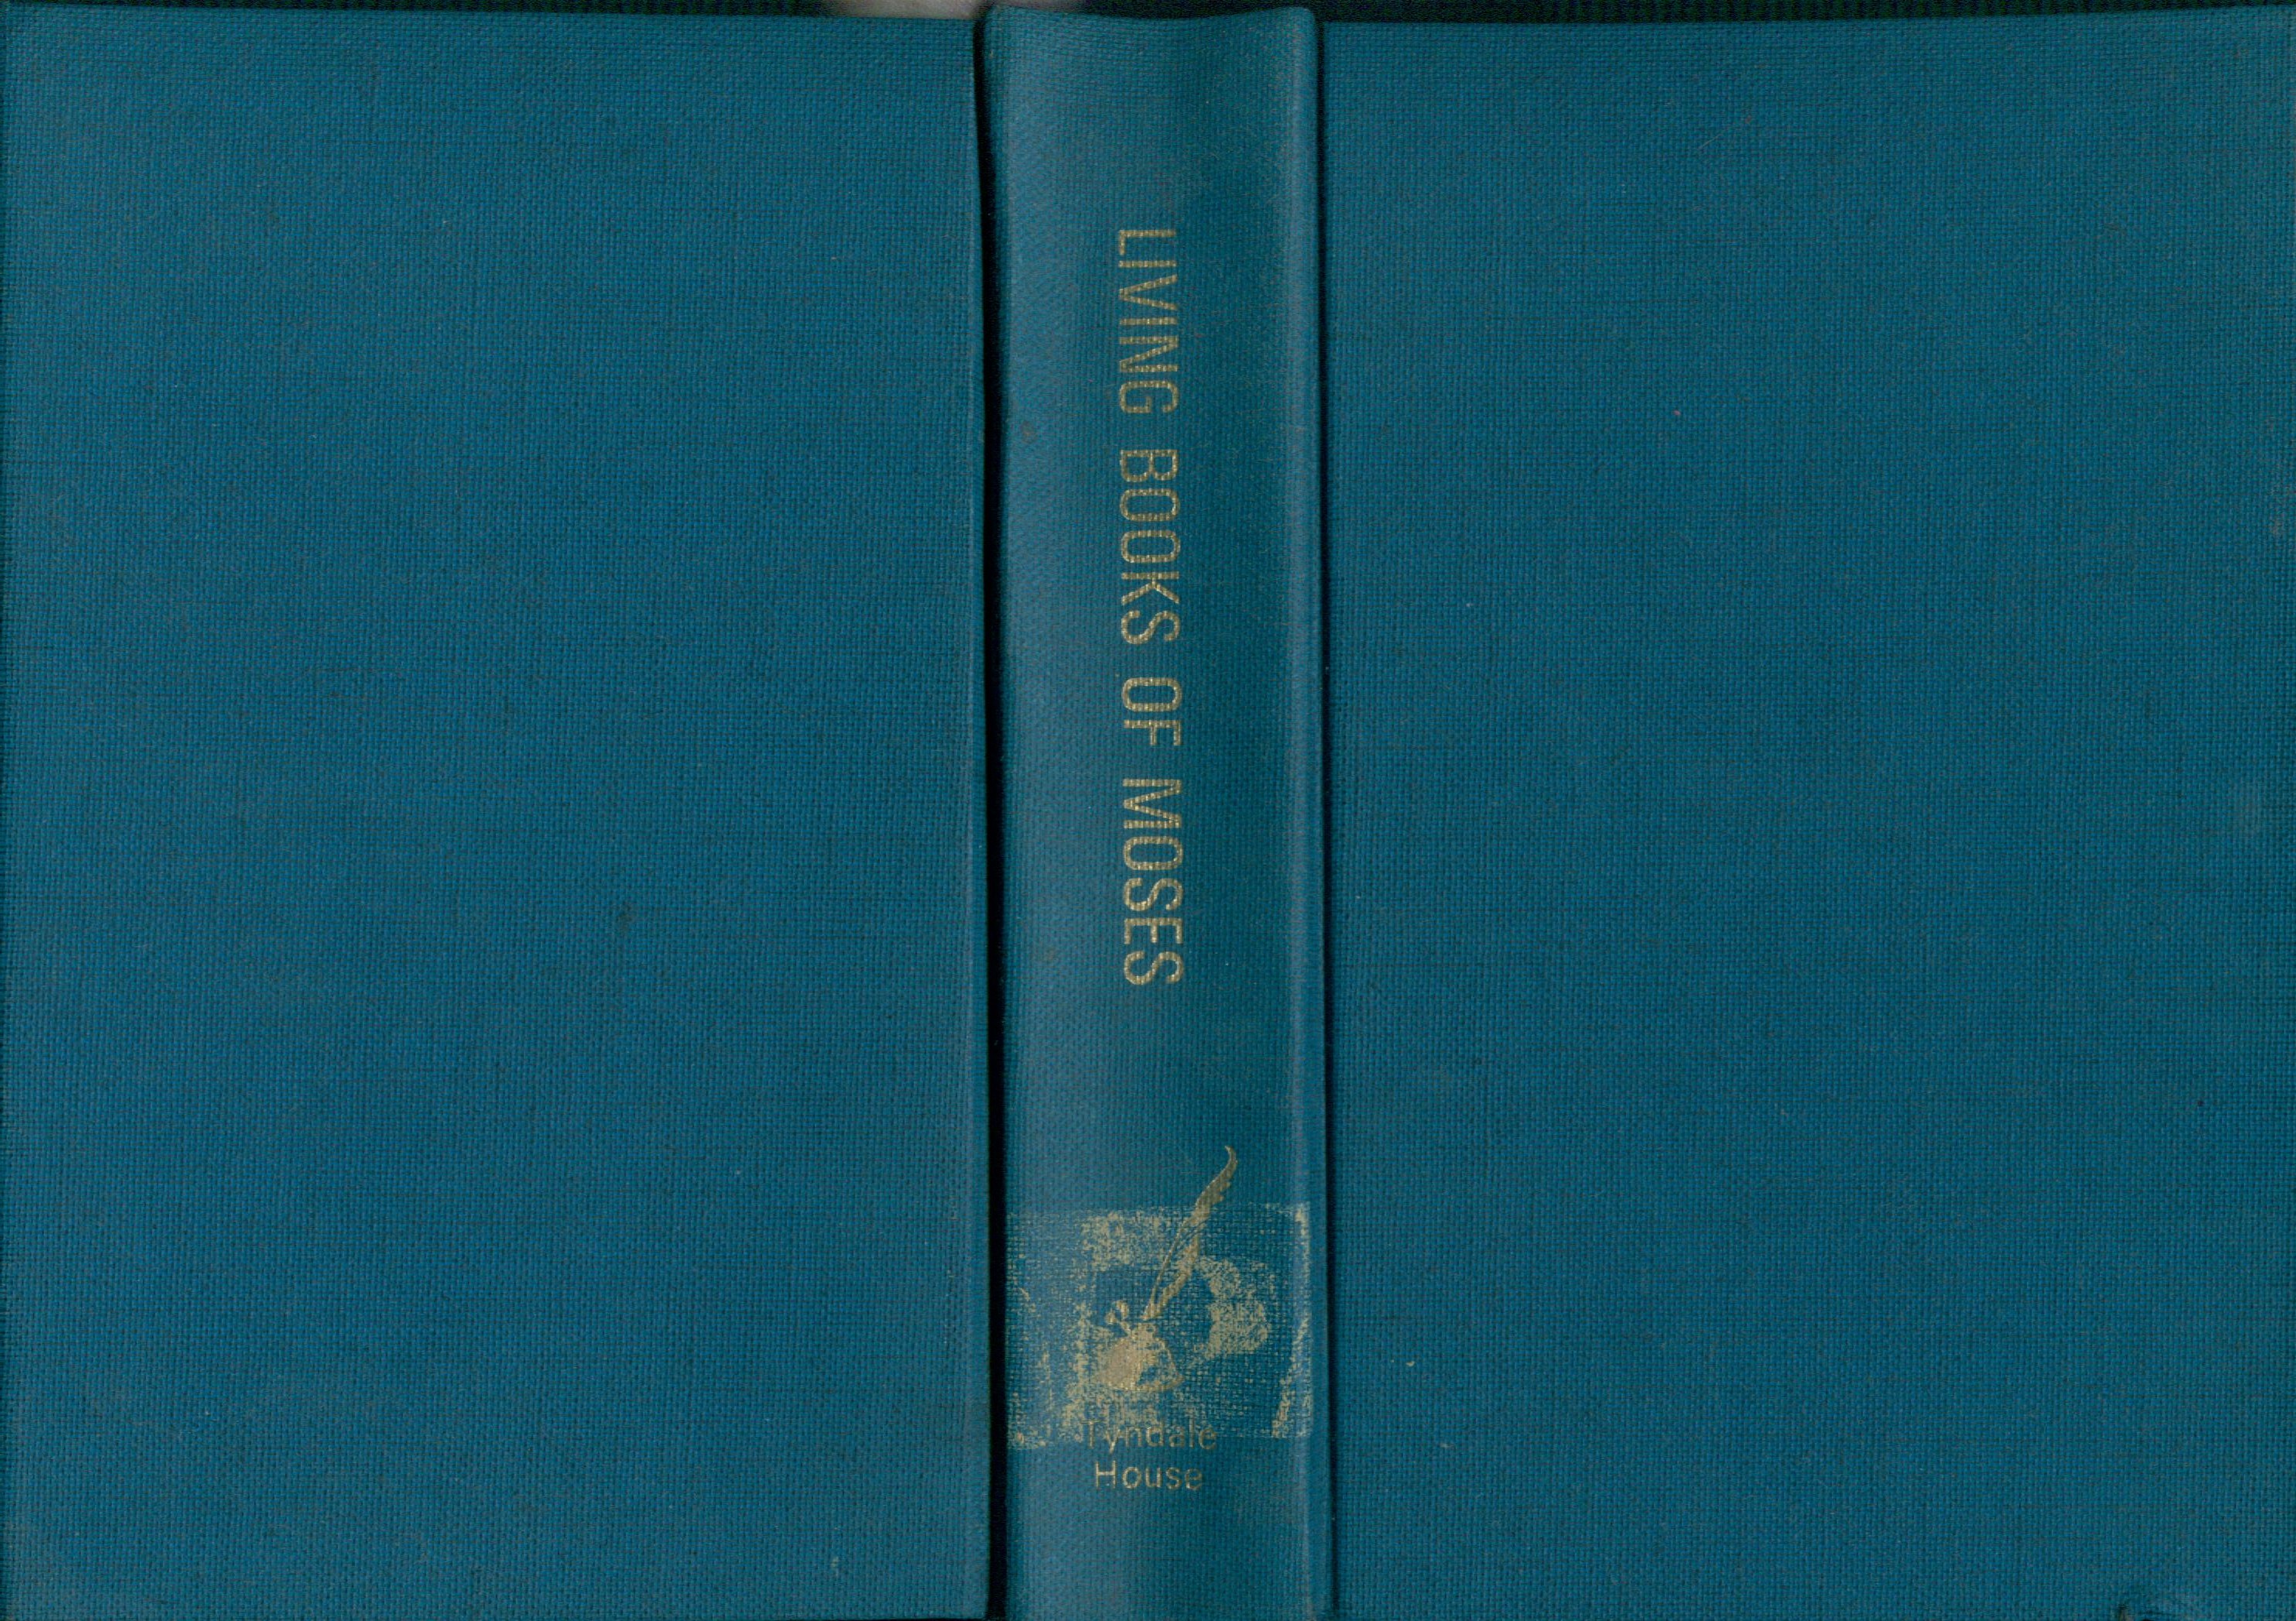 LIVING BOOKS OF MOSES
Tyndale
House